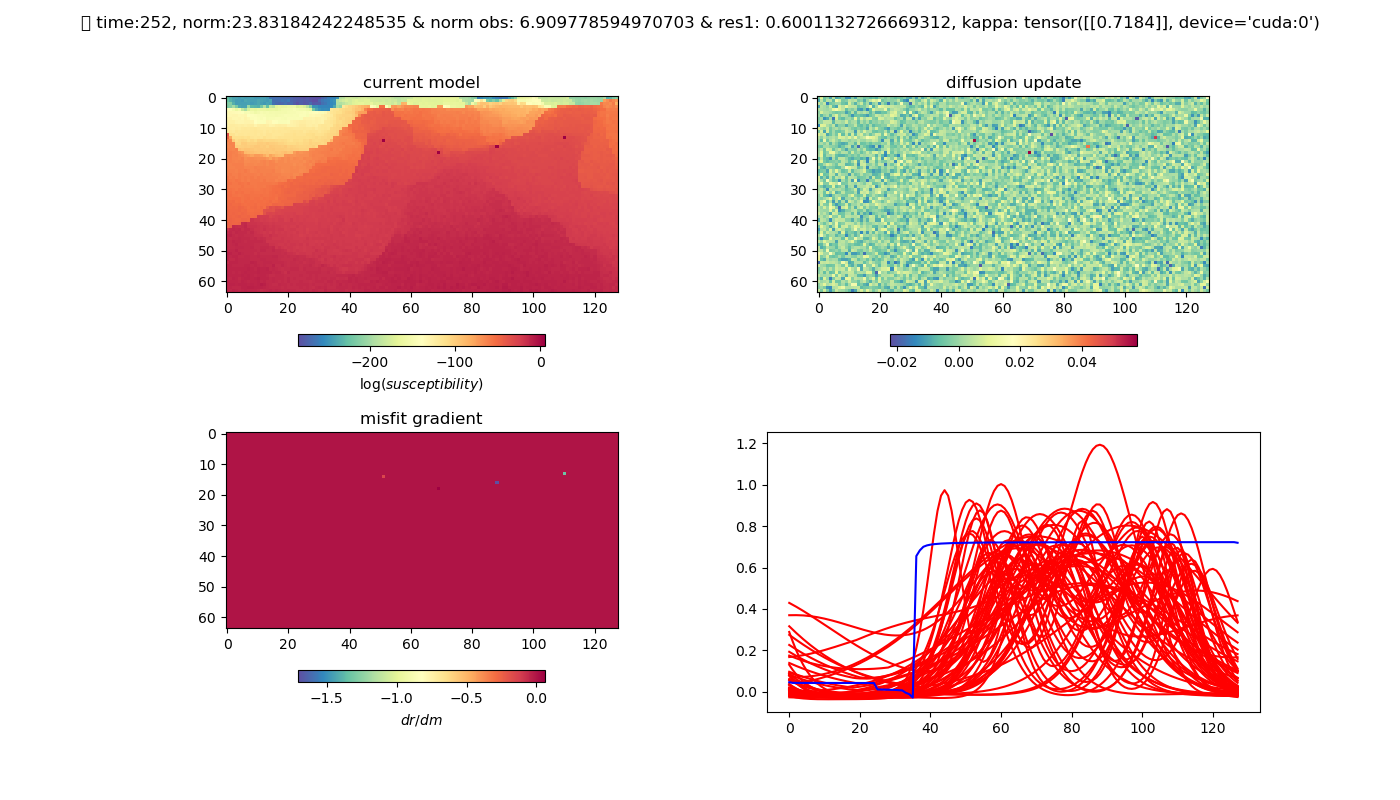 time:252, norm:23.83184242248535 & norm obs: 6.909778594970703 & res1: 0.6001132726669312, kappa: tensor([[0.7184]], device='cuda:0')
current model
0
10
20
30
40
50
60
0 20 40 60 80 100 120
−200 −100 0
log(susceptibility)
diffusion update
0
10
20
30
40
50
60
0 20 40 60 80 100 120
−0.02 0.00 0.02 0.04
misfit gradient
0
10
20
30
40
50
60
0 20 40 60 80 100 120
−1.5 −1.0 −0.5 0.0
dr/dm
1.2
1.0
0.8
0.6
0.4
0.2
0.0
0 20 40 60 80 100 120